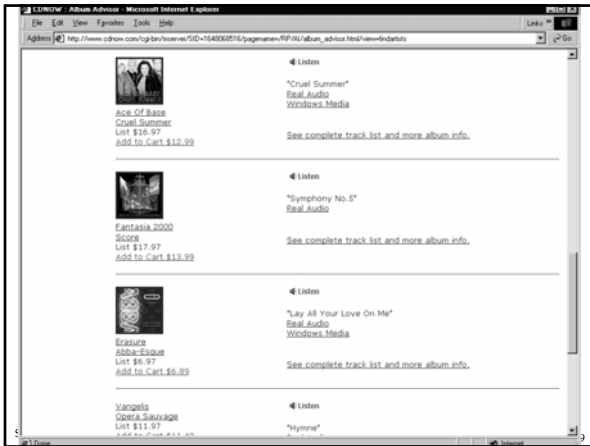 CDNOW : Album Advisor - Microsoft Internet Explorer
File Edit View Favorites Tools Help
Links »
Address http://www.cdnow.com/cgi-bin/mserver/SID=1648068516/pagename=/RP/AI/album_advisor.html/view=findartists
Go
Listen
"Cruel Summer"
Real Audio
Windows Media
Ace Of Base
Cruel Summer
List $16.97
Add to Cart $12.99
See complete track list and more album info.
Listen
"Symphony No.5"
Real Audio
Fantasia 2000
Score
List $17.97
Add to Cart $13.99
See complete track list and more album info.
Listen
"Lay All Your Love On Me"
Real Audio
Windows Media
Erasure
Abba-Esque
List $6.97
Add to Cart $6.89
See complete track list and more album info.
Vangelis
Opera Sauvage
List $11.97
Listen
"Hymne"
Done
Internet